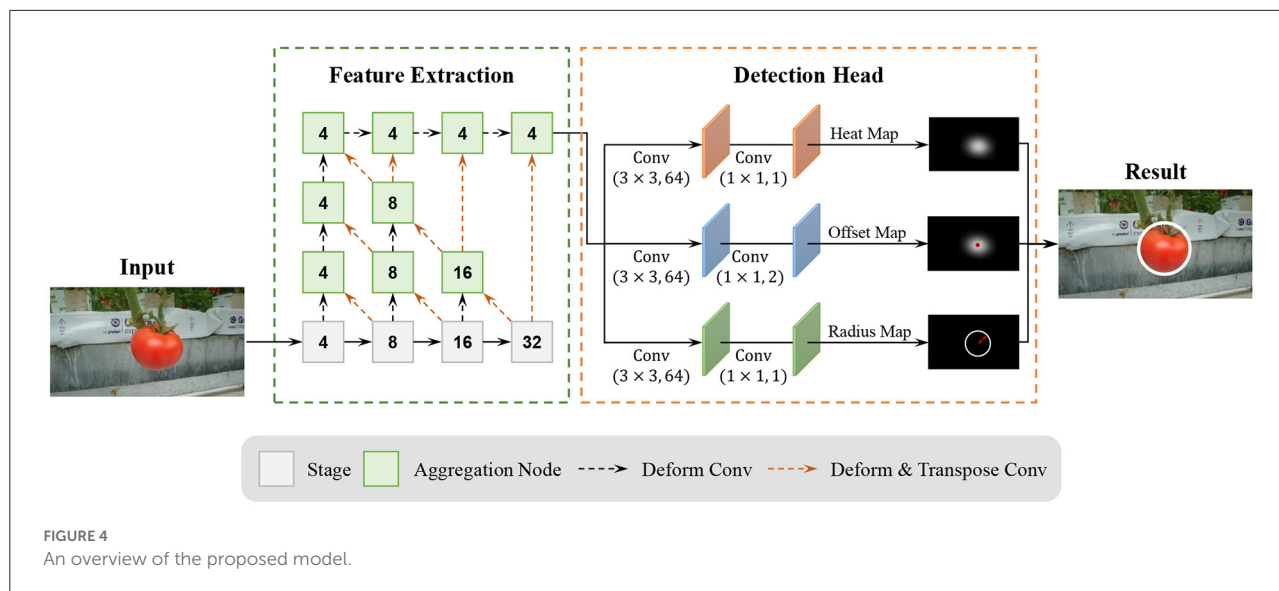 Feature Extraction
Detection Head
4 4 4 4
4 8
4 8 16
4 8 16 32
Input
Conv
(3 × 3, 64)
Conv
(1 × 1, 1)
Heat Map
Conv
(3 × 3, 64)
Conv
(1 × 1, 2)
Offset Map
Conv
(3 × 3, 64)
Conv
(1 × 1, 1)
Radius Map
Result
Stage
Aggregation Node
Deform Conv
Deform & Transpose Conv
FIGURE 4
An overview of the proposed model.